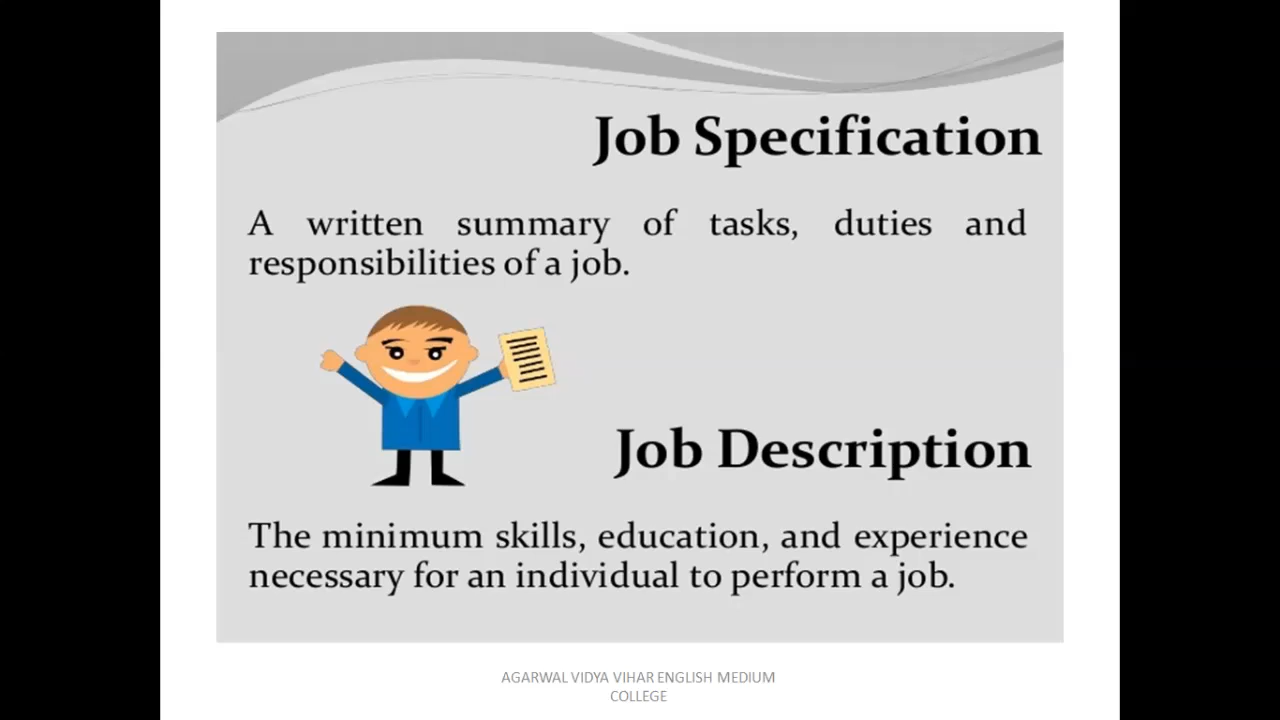 Job Specification
A written summary of tasks, duties and
responsibilities of a job.
Job Description
The minimum skills, education, and experience
necessary for an individual to perform a job.
AGARWAL VIDYA VIHAR ENGLISH MEDIUM
COLLEGE